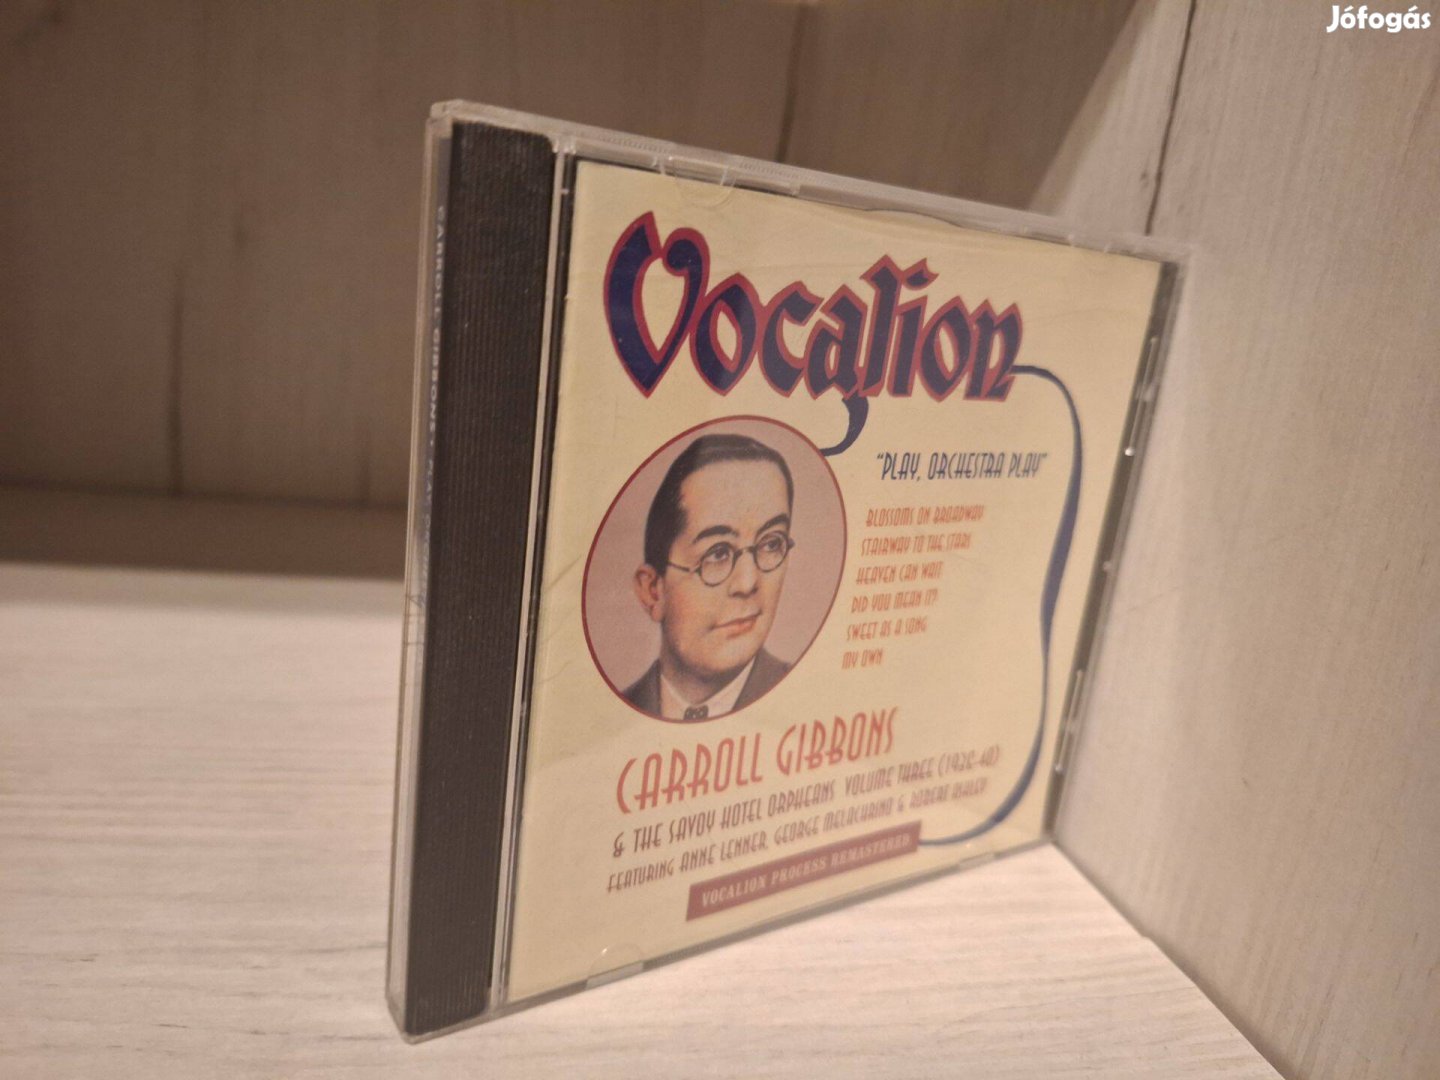 Jófogás
Vocalion
"PLAY, ORCHESTRA PLAY"
BLOSSOMS ON BROADWAY
STAIRWAY TO THE STARS
HEAVEN CAN WAIT
DID YOU MEAN IT?
SWEET AS A SONG
MY OWN
CARROLL GIBBONS
& THE SAVOY HOTEL ORPHEANS VOLUME THREE
FEATURING ANNE LENNER, GEORGE MELACHRINO & ROBERT ASHLEY
VOCALION PROCESS REMASTERED
CARROLL GIBBONS